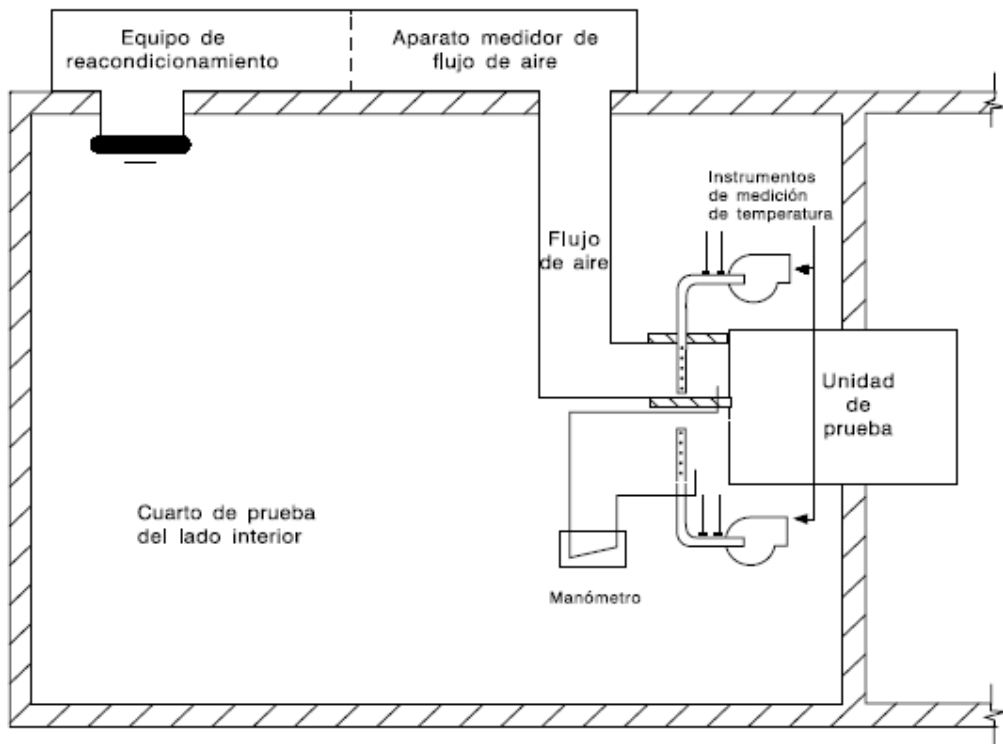 Equipo de
reacondicionamiento
Aparato medidor de
flujo de aire
Instrumentos
de medición
de temperatura
Flujo
de aire
Unidad
de
prueba
Cuarto de prueba
del lado interior
Manómetro